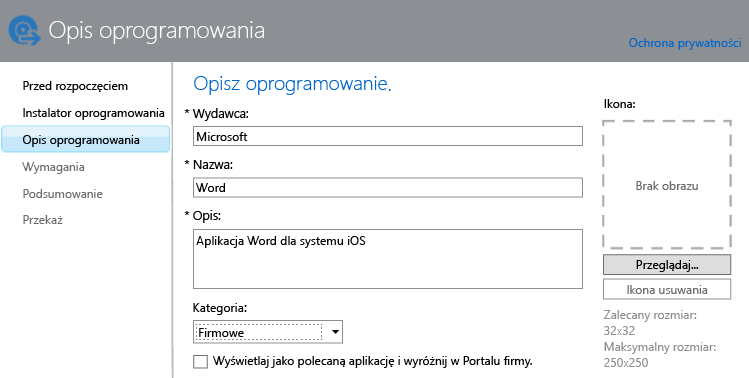 Opis oprogramowania
Ochrona prywatności
Przed rozpoczęciem
Instalator oprogramowania
Opis oprogramowania
Wymagania
Podsumowanie
Przekaż
Opisz oprogramowanie.
* Wydawca:
Microsoft
* Nazwa:
Word
* Opis:
Aplikacja Word dla systemu iOS
Kategoria:
Firmowe
Wyświetlaj jako polecaną aplikację i wyróżnij w Portalu firmy.
Ikona:
Brak obrazu
Przeglądaj...
Ikona usuwania
Zalecany rozmiar:
32x32
Maksymalny rozmiar:
250x250